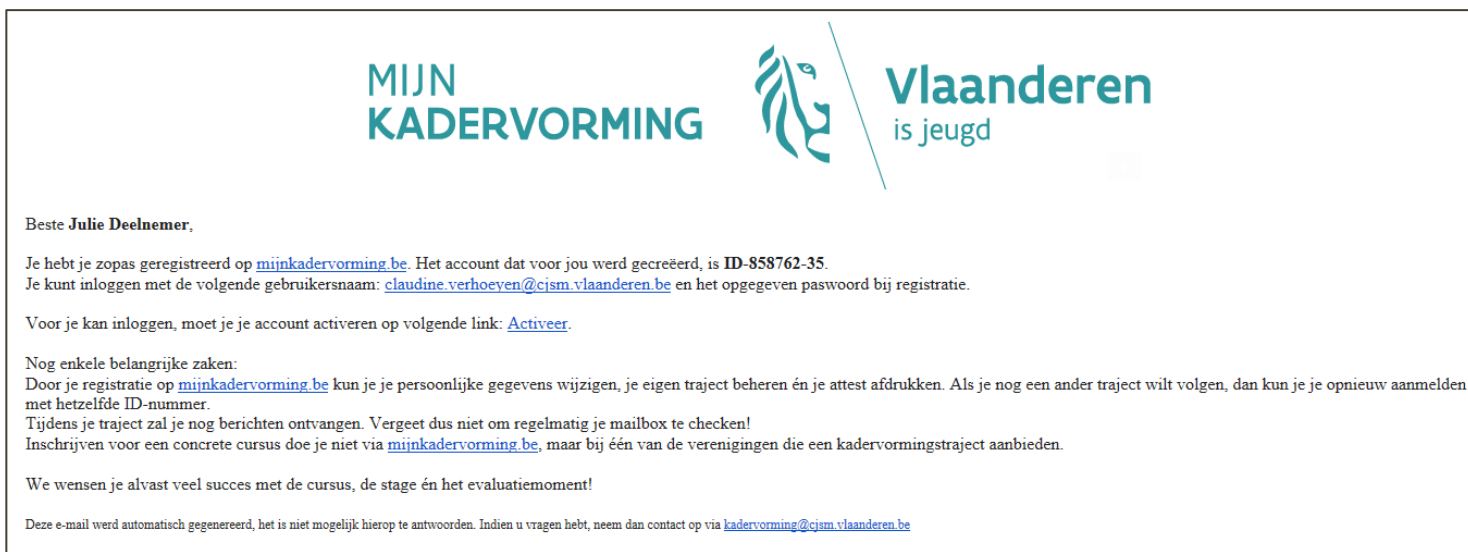 MIJN
KADERVORMING
Vlaanderen
is jeugd
Beste Julie Deelnemer,
Je hebt je zopas geregistreerd op mijnkadervorming.be. Het account dat voor jou werd gecreëerd, is ID-858762-35.
Je kunt inloggen met de volgende gebruikersnaam: claudine.verhoeyen@cjsm.vlaanderen.be en het opgegeven paswoord bij registratie.
Voor je kan inloggen, moet je je account activeren op volgende link: Activeer.
Nog enkele belangrijke zaken:
Door je registratie op mijnkadervorming.be kun je je persoonlijke gegevens wijzigen, je eigen traject beheren én je attest afdrukken. Als je nog een ander traject wilt volgen, dan kun je je opnieuw aanmelden
met hetzelfde ID-nummer.
Tijdens je traject zal je nog berichten ontvangen. Vergeet dus niet om regelmatig je mailbox te checken!
Inschrijven voor een concrete cursus doe je niet via mijnkadervorming.be, maar bij één van de verenigingen die een kadervormingstraject aanbieden.
We wensen je alvast veel succes met de cursus, de stage én het evaluatiemoment!
Deze e-mail werd automatisch gegenereerd, het is niet mogelijk hierop te antwoorden. Indien u vragen hebt, neem dan contact op via kadervorming@cjsm.vlaanderen.be